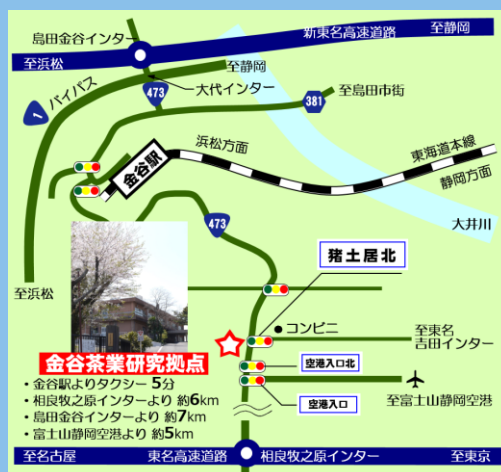 島田金谷インター
新東名高速道路
至静岡
至浜松
至静岡
大代インター
473
381
至島田市街
1
バイパス
浜松方面
東海道本線
静岡方面
金谷駅
大井川
473
猪土居北
至浜松
コンビニ
至東名
吉田インター
空港入口北
金谷茶業研究拠点
・金谷駅よりタクシー 5分
・相良牧之原インターより 約6km
・島田金谷インターより 約7km
・富士山静岡空港より 約5km
空港入口
至富士山静岡空港
至名古屋
東名高速道路
相良牧之原インター
至東京